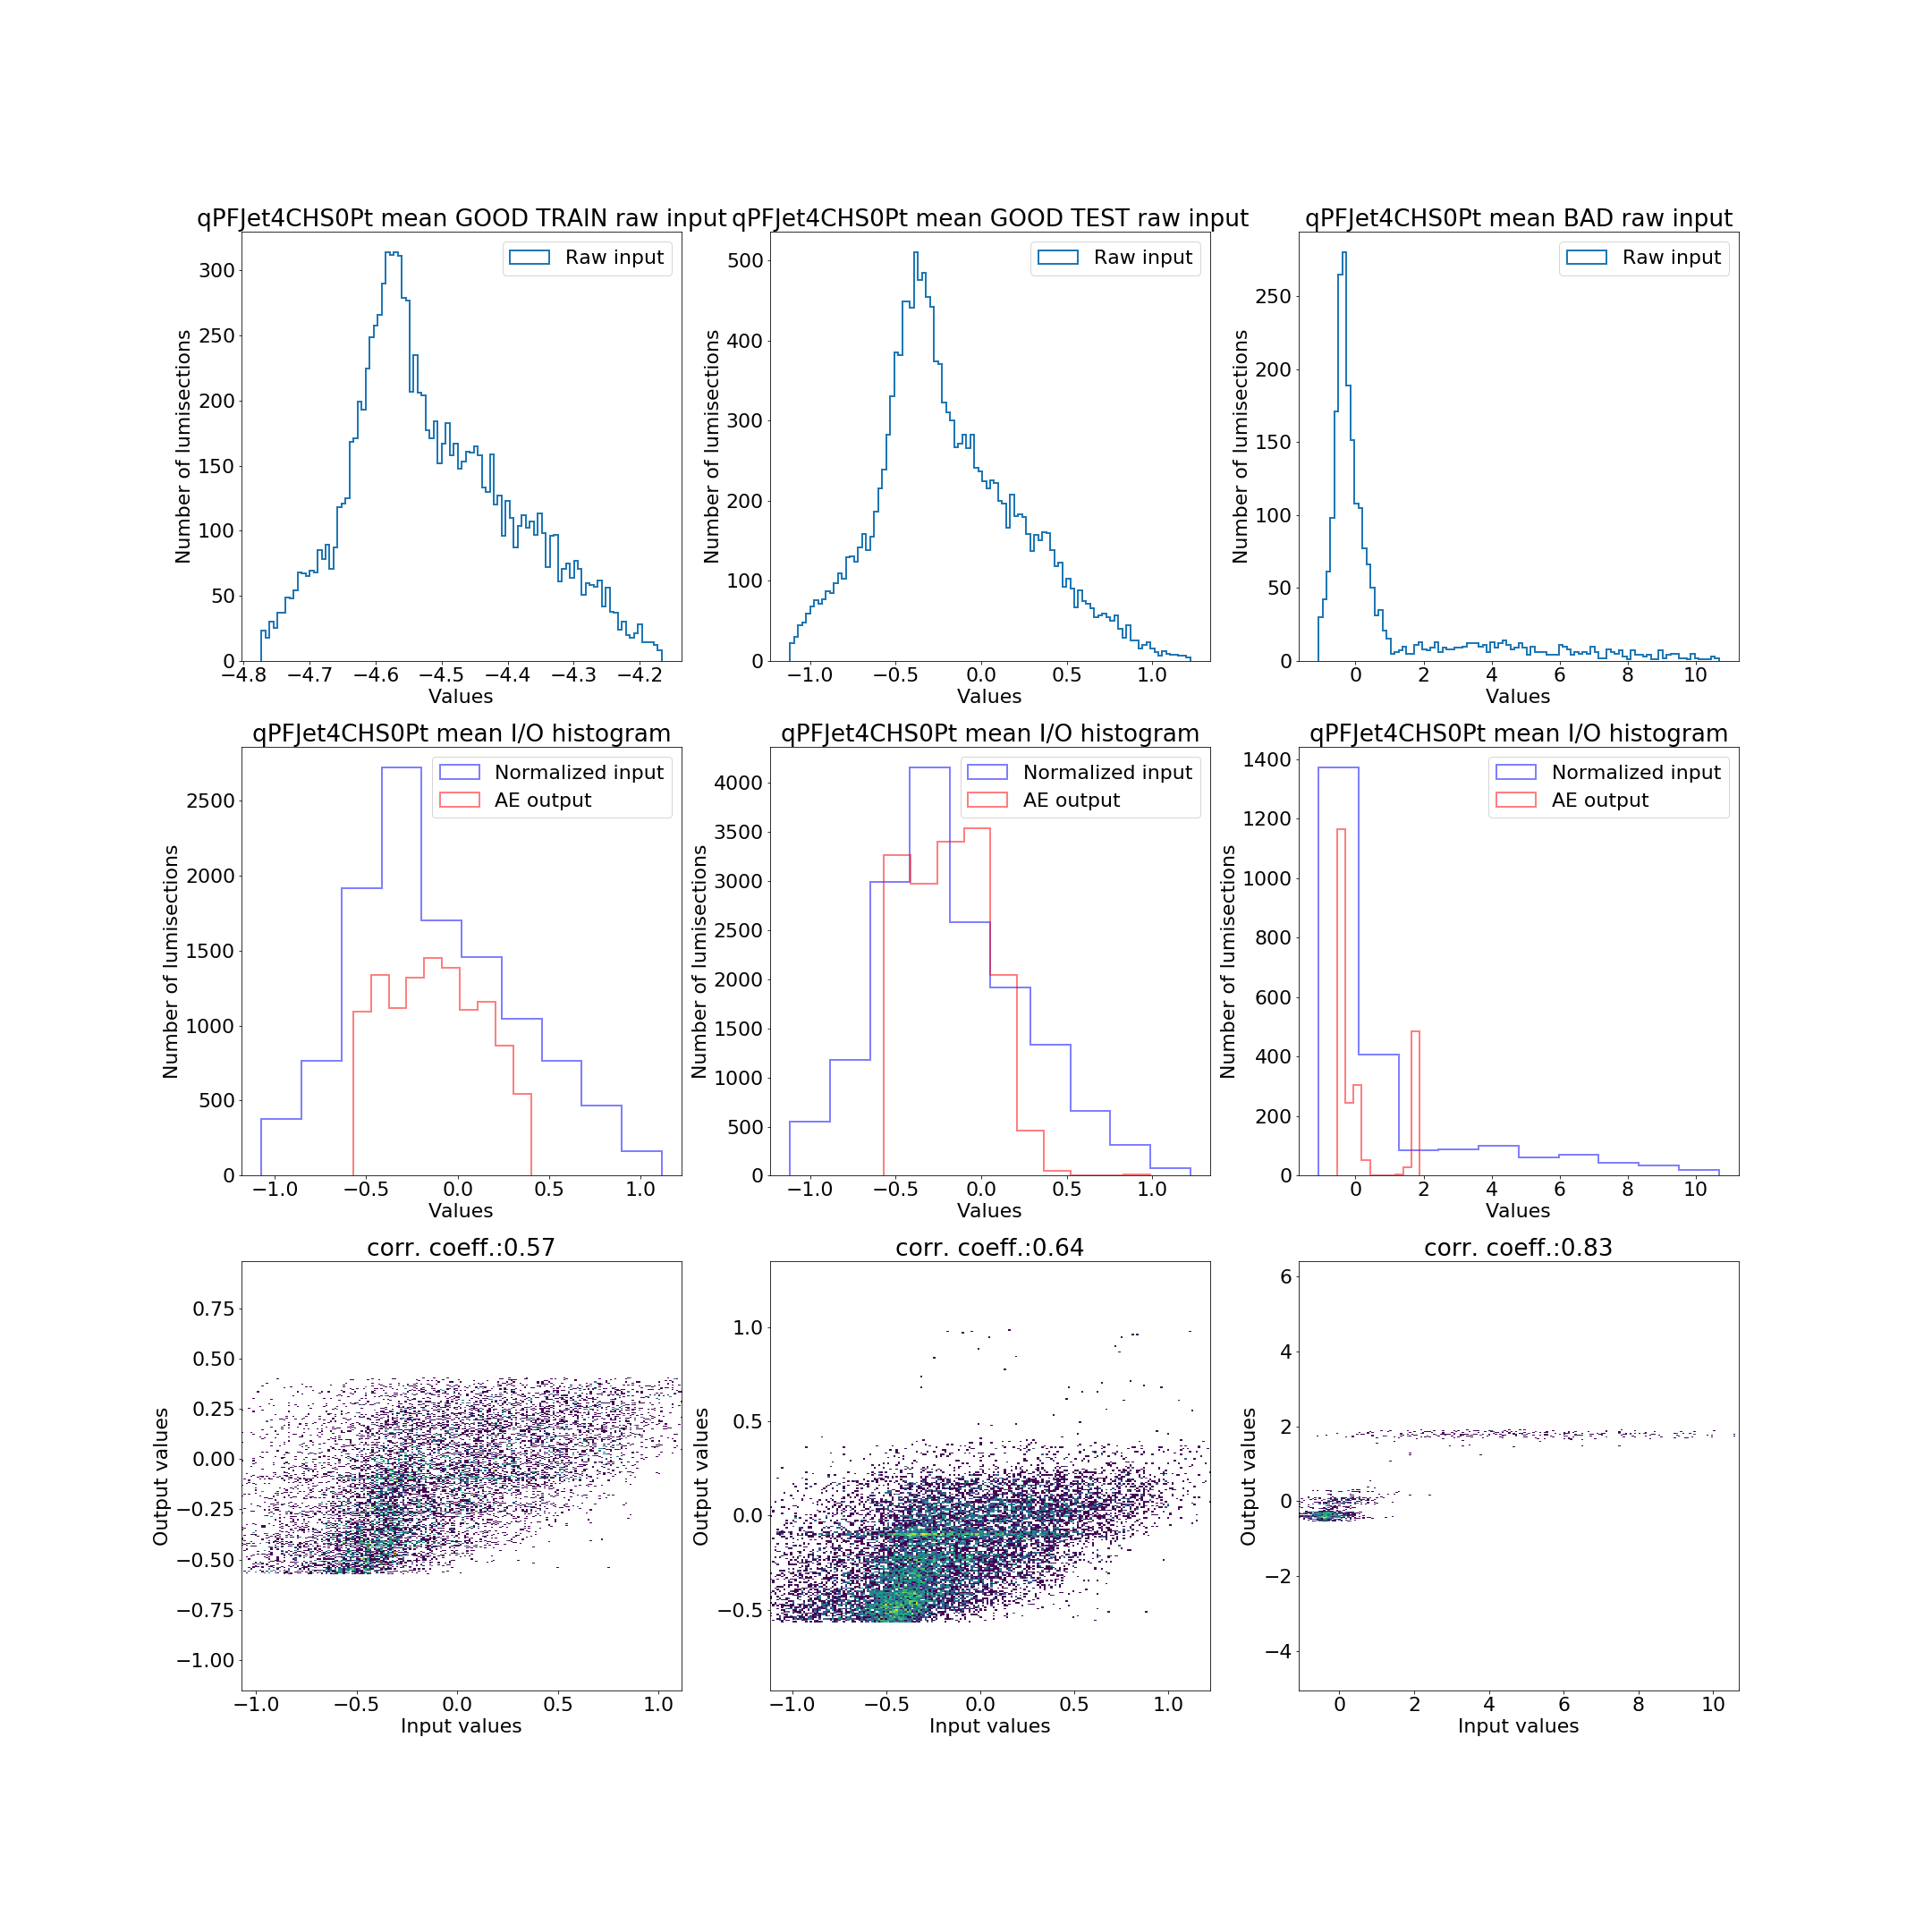 qPFJet4CHS0Pt mean GOOD TRAIN raw input
Raw input
Number of lumisections
300
250
200
150
100
50
0
−4.8 −4.7 −4.6 −4.5 −4.4 −4.3 −4.2
Values
qPFJet4CHS0Pt mean GOOD TEST raw input
Raw input
Number of lumisections
500
400
300
200
100
0
−1.0 −0.5 0.0 0.5 1.0
Values
qPFJet4CHS0Pt mean BAD raw input
Raw input
Number of lumisections
250
200
150
100
50
0
0 2 4 6 8 10
Values
qPFJet4CHS0Pt mean I/O histogram
Normalized input
AE output
Number of lumisections
2500
2000
1500
1000
500
0
−1.0 −0.5 0.0 0.5 1.0
Values
qPFJet4CHS0Pt mean I/O histogram
Normalized input
AE output
Number of lumisections
4000
3500
3000
2500
2000
1500
1000
500
0
−1.0 −0.5 0.0 0.5 1.0
Values
qPFJet4CHS0Pt mean I/O histogram
Normalized input
AE output
Number of lumisections
1400
1200
1000
800
600
400
200
0
0 2 4 6 8 10
Values
corr. coeff.:0.57
Output values
0.75
0.50
0.25
0.00
−0.25
−0.50
−0.75
−1.00
−1.0 −0.5 0.0 0.5 1.0
Input values
corr. coeff.:0.64
Output values
1.0
0.5
0.0
−0.5
−1.0 −0.5 0.0 0.5 1.0
Input values
corr. coeff.:0.83
Output values
6
4
2
0
−2
−4
0 2 4 6 8 10
Input values